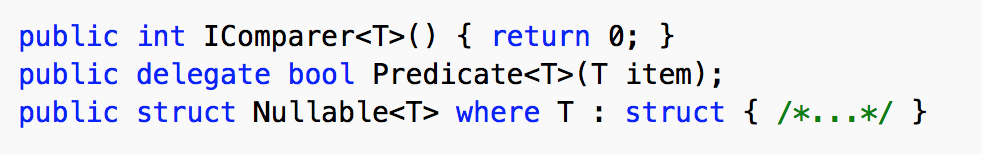 public int IComparer<T>() { return 0; }
public delegate bool Predicate<T>(T item);
public struct Nullable<T> where T : struct { /*...*/ }